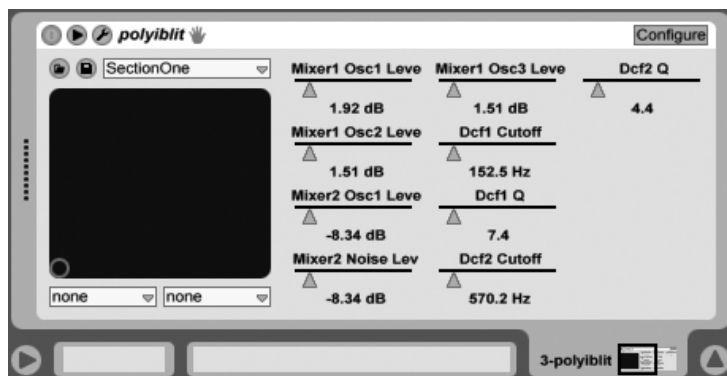 polyiblit
Configure
SectionOne
Mixer1 Osc1 Leve
1.92 dB
Mixer1 Osc3 Leve
1.51 dB
Dcf2 Q
4.4
Mixer1 Osc2 Leve
1.51 dB
Dcf1 Cutoff
152.5 Hz
Mixer2 Osc1 Leve
-8.34 dB
Dcf1 Q
7.4
Mixer2 Noise Lev
-8.34 dB
Dcf2 Cutoff
570.2 Hz
none
none
3-polyiblit